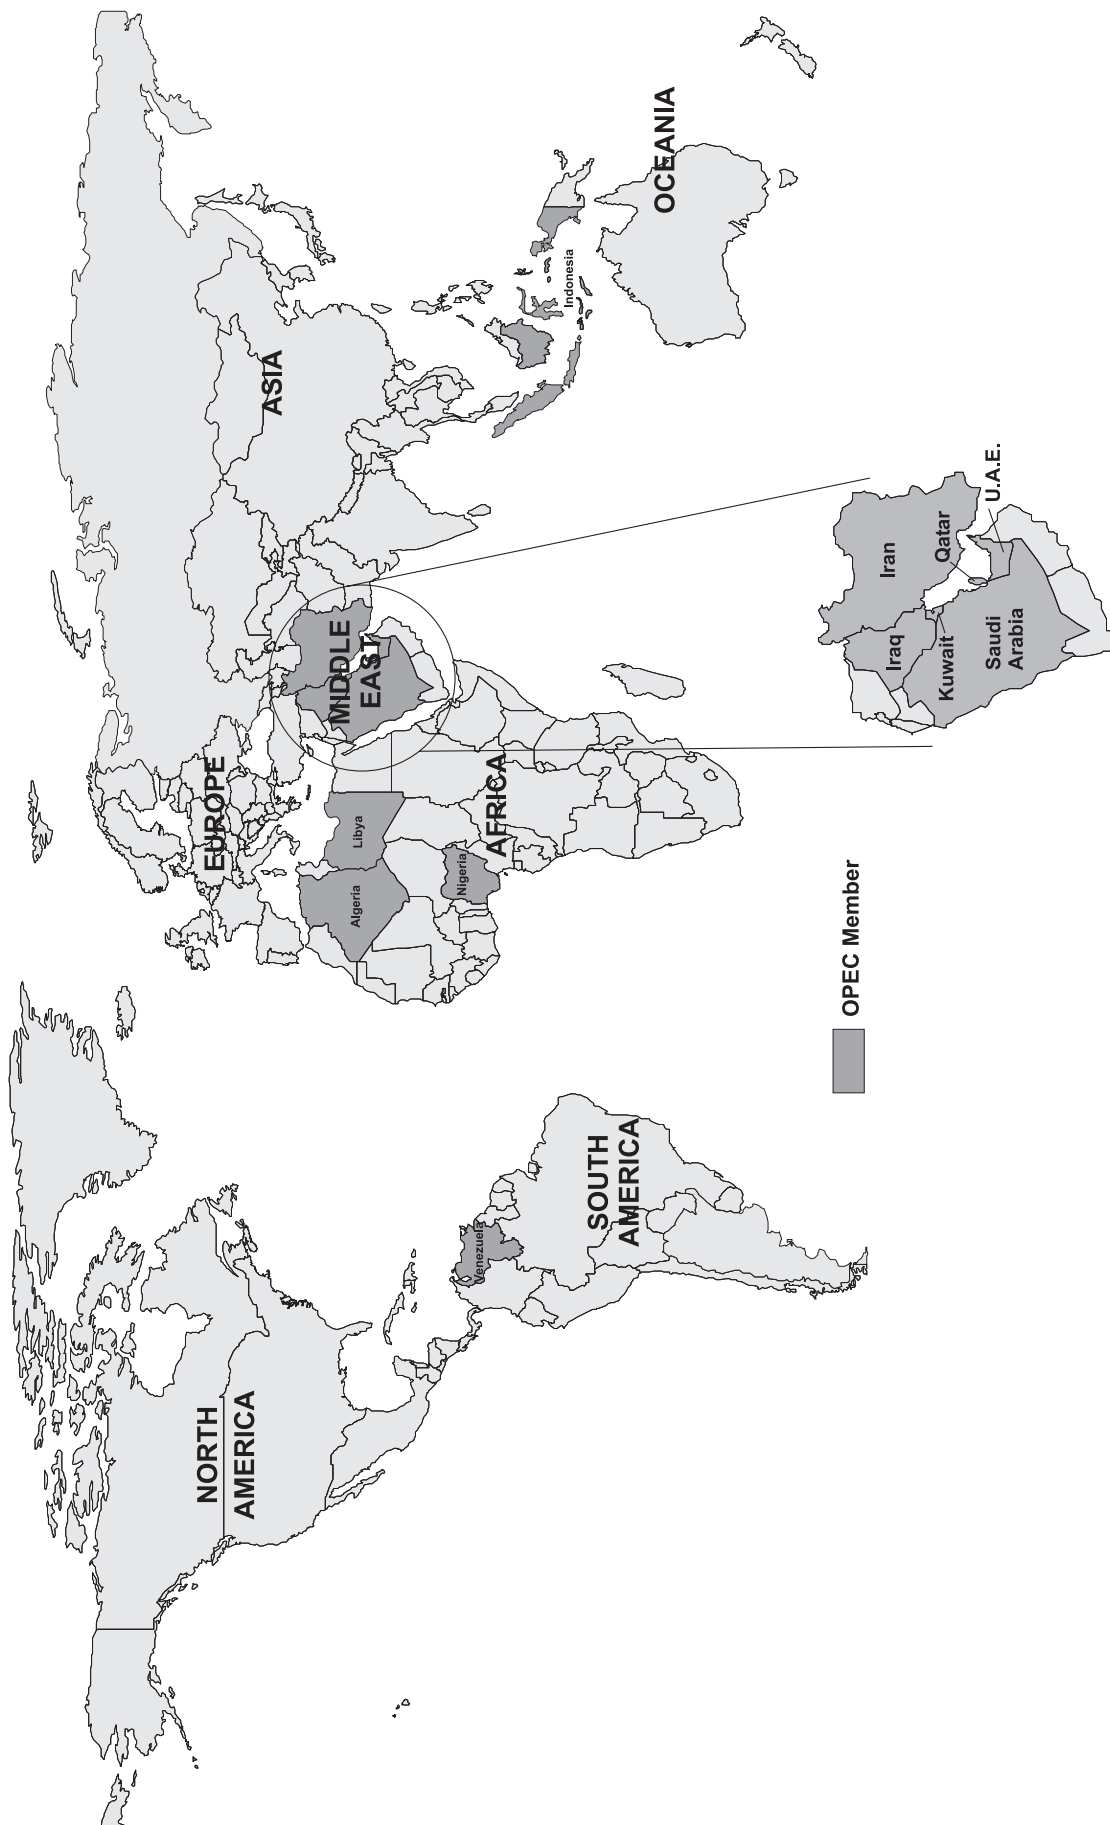 NORTH
AMERICA
SOUTH
AMERICA
Venezuela
EUROPE
AFRICA
Algeria
Libya
Nigeria
MIDDLE
EAST
ASIA
Indonesia
OCEANIA
OPEC Member
Iraq
Iran
Kuwait
Qatar
Saudi
Arabia
U.A.E.